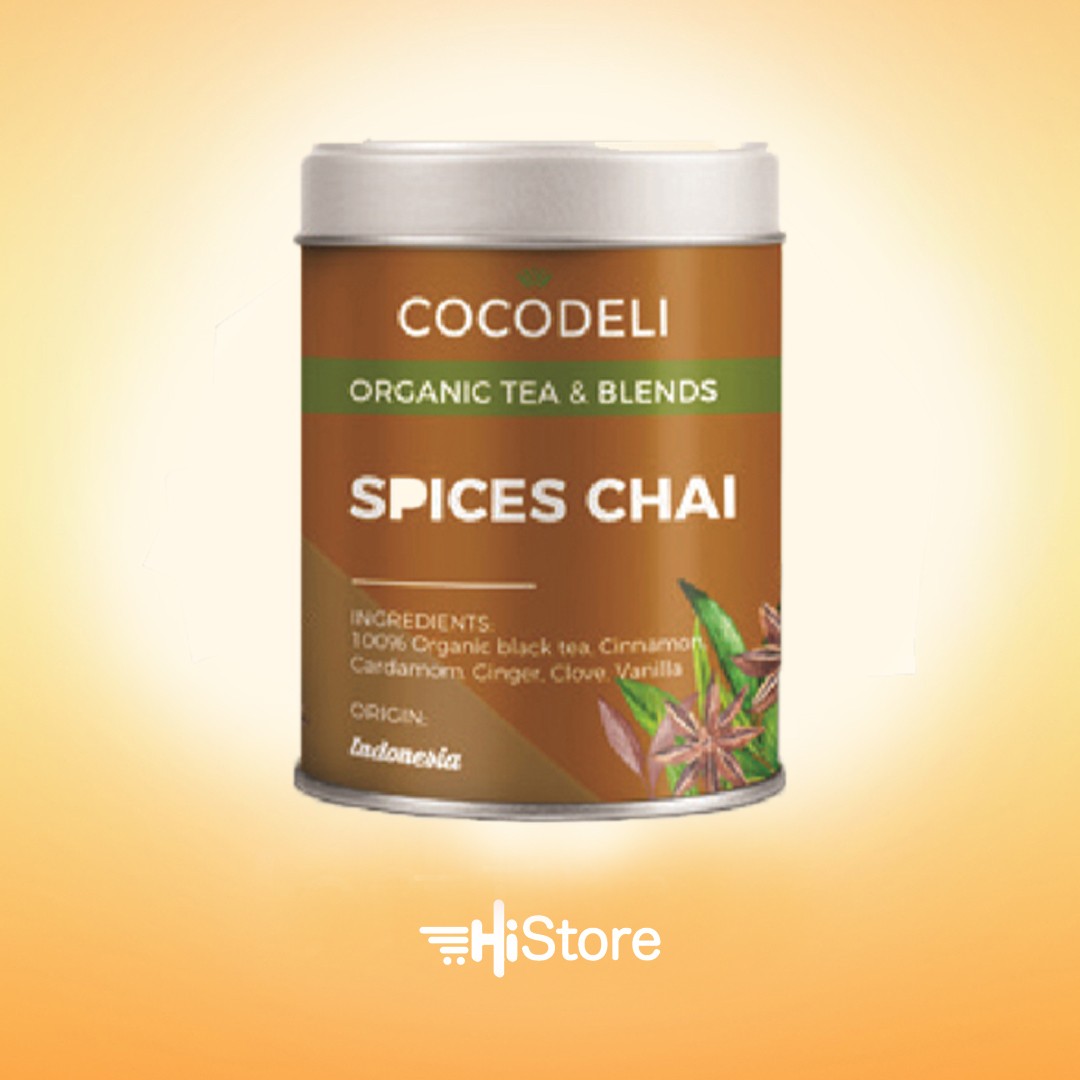 COCODELI
ORGANIC TEA & BLENDS
SPICES CHAI
INGREDIENTS:
100% Organic black tea, Cinnamon,
Cardamom, Ginger, Clove, Vanilla
ORIGIN:
Indonesia
HiStore